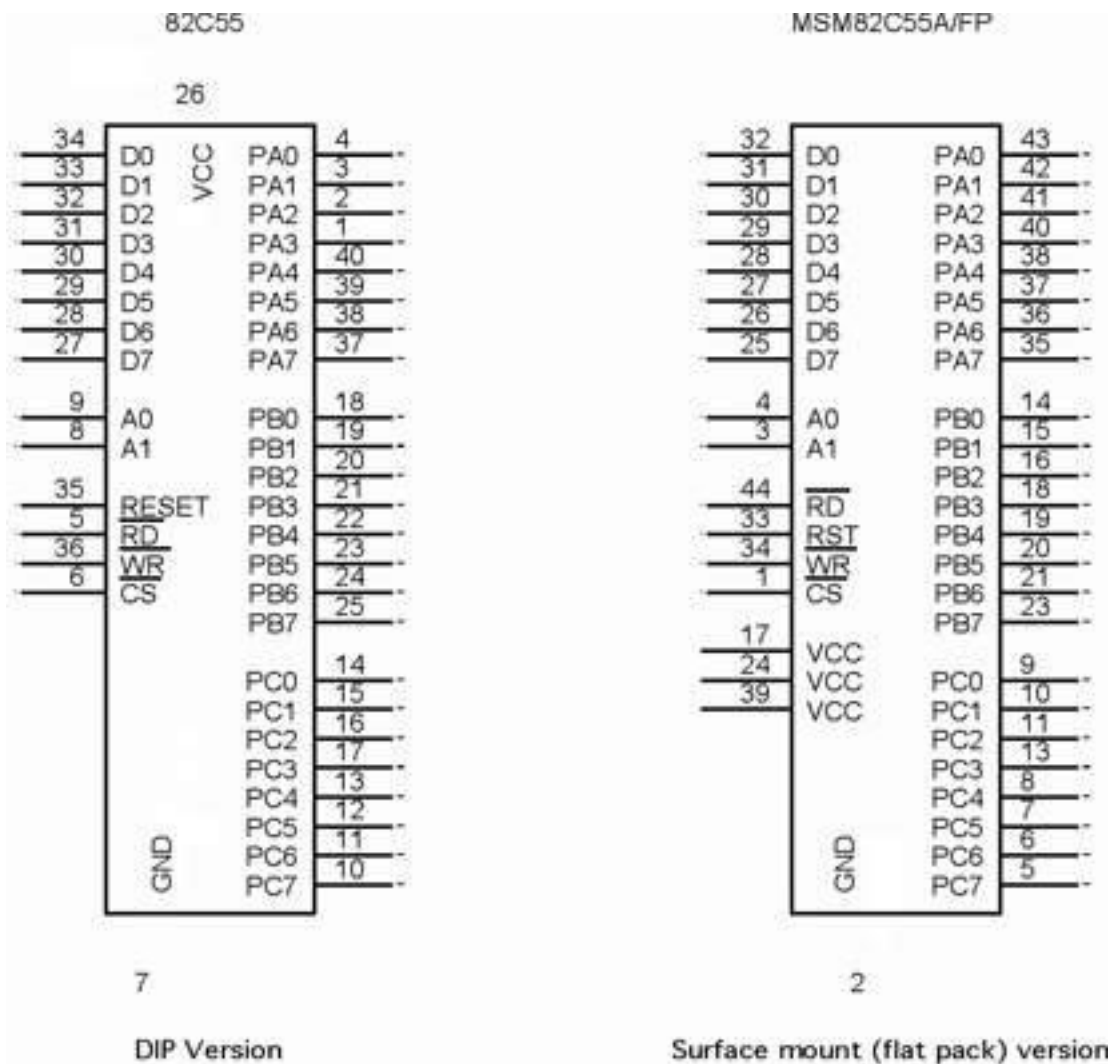 82C55
26
VCC
34 D0 PA0 4
33 D1 PA1 3
32 D2 PA2 2
31 D3 PA3 1
30 D4 PA4 40
29 D5 PA5 39
28 D6 PA6 38
27 D7 PA7 37
9 A0 PB0 18
8 A1 PB1 19
PB2 20
35 RESET PB3 21
5 RD PB4 22
36 WR PB5 23
6 CS PB6 24
PB7 25
PC0 14
PC1 15
PC2 16
PC3 17
PC4 13
PC5 12
PC6 11
PC7 10
GND
7
DIP Version
MSM82C55A/FP
32 D0 PA0 43
31 D1 PA1 42
30 D2 PA2 41
29 D3 PA3 40
28 D4 PA4 38
27 D5 PA5 37
26 D6 PA6 36
25 D7 PA7 35
4 A0 PB0 14
3 A1 PB1 15
PB2 16
44 RD PB3 18
33 RST PB4 19
34 WR PB5 20
1 CS PB6 21
PB7 23
17 VCC
24 VCC PC0 9
39 VCC PC1 10
PC2 11
PC3 13
PC4 8
PC5 7
PC6 6
PC7 5
GND
2
Surface mount (flat pack) version